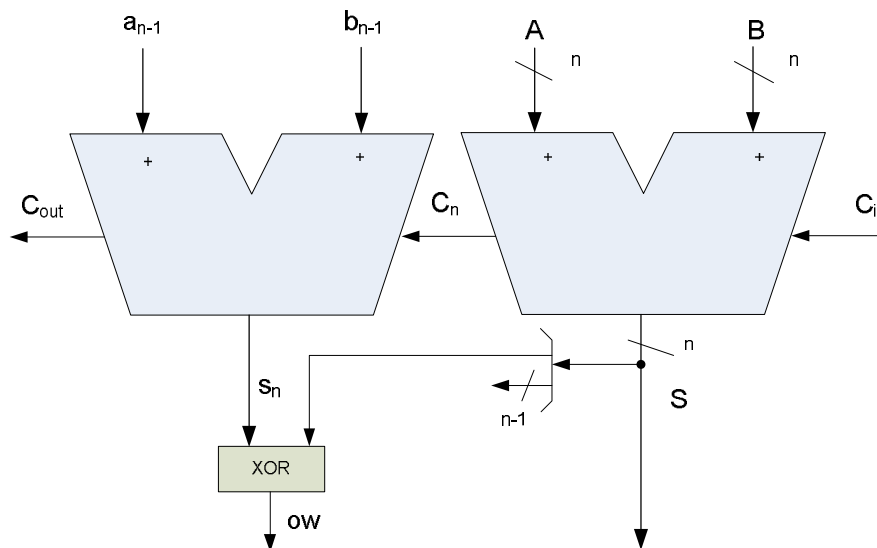 aₙ₋₁ bₙ₋₁ A n B n
+ + + +
Cout Cₙ Ci
n
sₙ n-1 S
XOR
ow